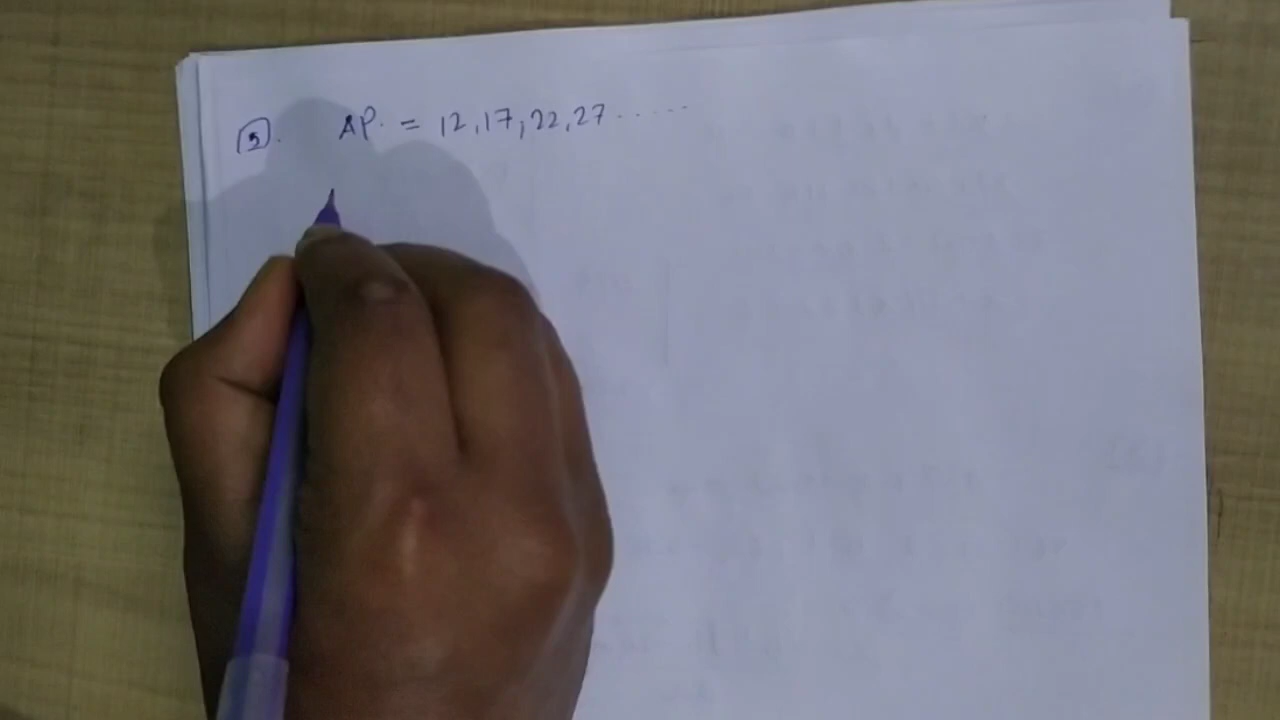 5. AP. = 12,17,22,27.......